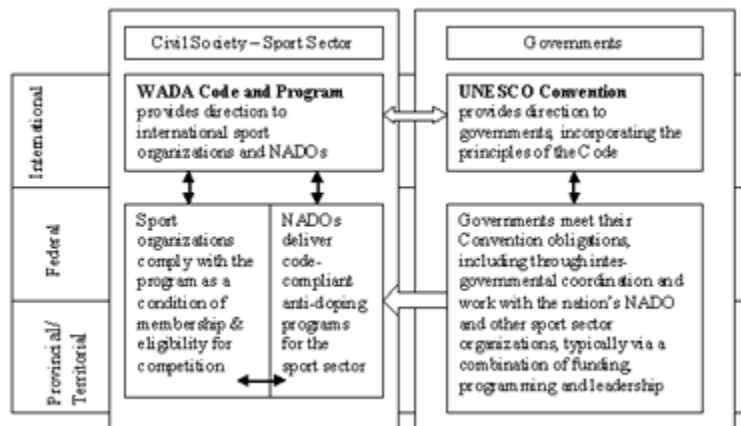 Civil Society – Sport Sector
Governments
International
WADA Code and Program
provides direction to
international sport
organizations and NADOs
UNESCO Convention
provides direction to
governments, incorporating the
principles of the Code
Federal
Provincial/
Territorial
Sport
organizations
comply with the
program as a
condition of
membership &
eligibility for
competition
NADOs
deliver
code-
compliant
anti-doping
programs
for the
sport sector
Governments meet their
Convention obligations,
including through inter-
governmental coordination and
work with the nation's NADO
and other sport sector
organizations, typically via a
combination of funding,
programming and leadership